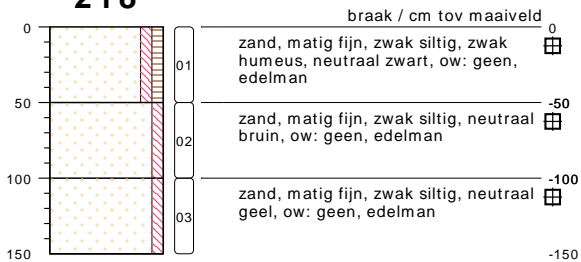 braak / cm tov maaiveld
0
0
zand, matig fijn, zwak siltig, zwak
humeus, neutraal zwart, ow: geen,
edelman
01
50
-50
zand, matig fijn, zwak siltig, neutraal
bruin, ow: geen, edelman
02
100
-100
zand, matig fijn, zwak siltig, neutraal
geel, ow: geen, edelman
03
150
-150